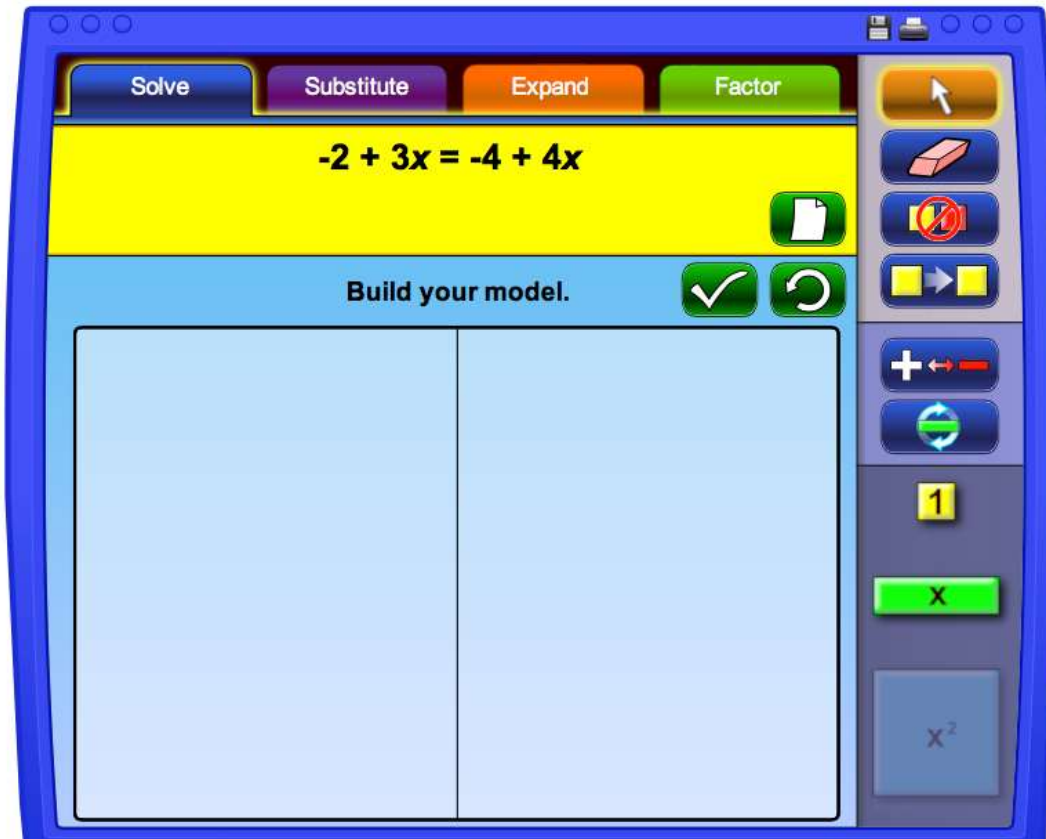 Solve Substitute Expand Factor
-2 + 3x = -4 + 4x
Build your model.
1
x
x²